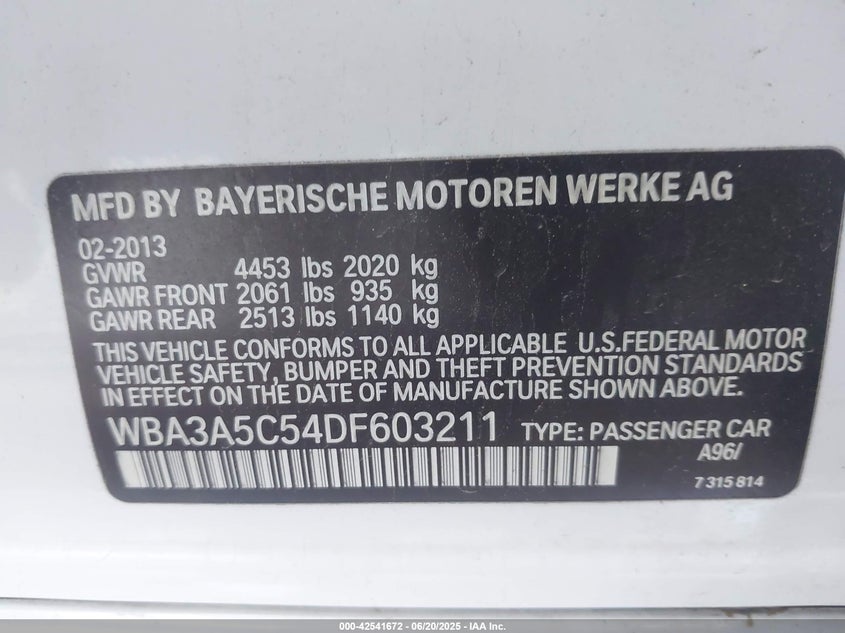 MFD BY BAYERISCHE MOTOREN WERKE AG
02-2013
GVWR 4453 lbs 2020 kg
GAWR FRONT 2061 lbs 935 kg
GAWR REAR 2513 lbs 1140 kg
THIS VEHICLE CONFORMS TO ALL APPLICABLE U.S.FEDERAL MOTOR
VEHICLE SAFETY, BUMPER AND THEFT PREVENTION STANDARDS
IN EFFECT ON THE DATE OF MANUFACTURE SHOWN ABOVE.
WBA3A5C54DF603211 TYPE: PASSENGER CAR
A96/
7 315 814
000-42541672 / 06/20/2025 - IAA Inc.